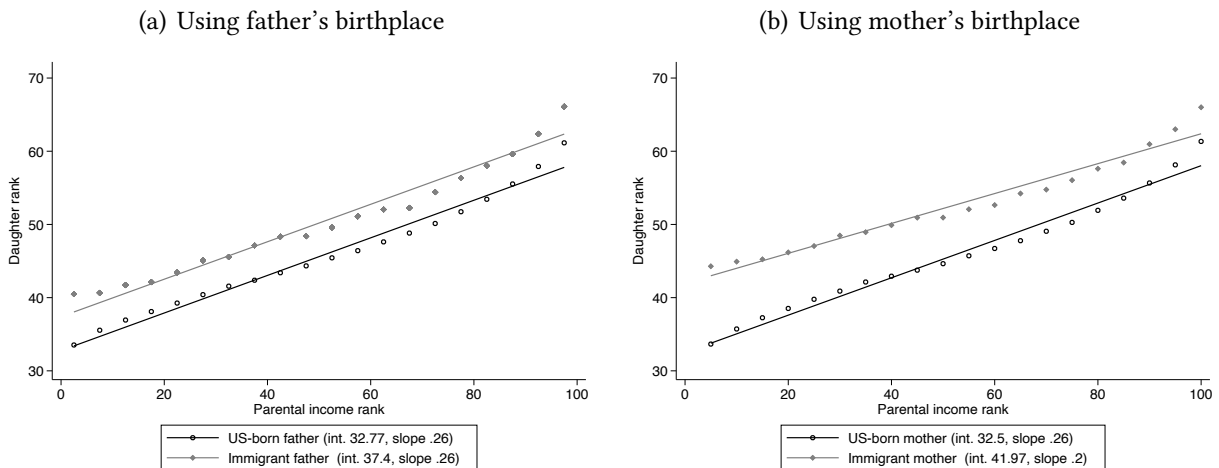 (a) Using father’s birthplace
70
60
50
40
30
Daughter rank
0 20 40 60 80 100
Parental income rank
US-born father (int. 32.77, slope .26)
Immigrant father (int. 37.4, slope .26)
(b) Using mother’s birthplace
70
60
50
40
30
Daughter rank
0 20 40 60 80 100
Parental income rank
US-born mother (int. 32.5, slope .26)
Immigrant mother (int. 41.97, slope .2)